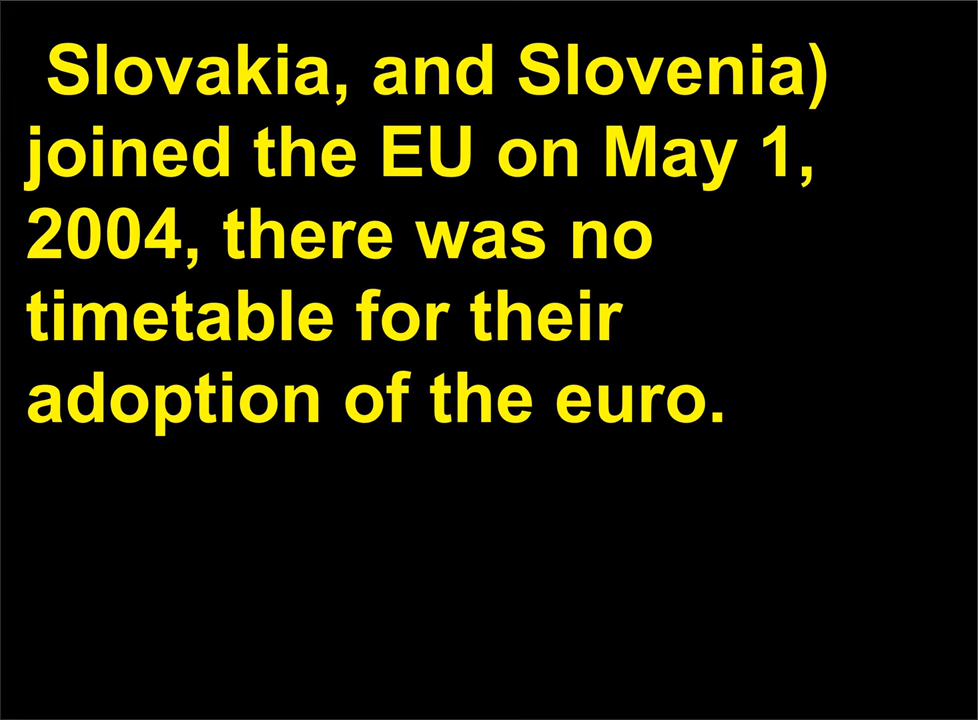 Slovakia, and Slovenia)
joined the EU on May 1,
2004, there was no
timetable for their
adoption of the euro.